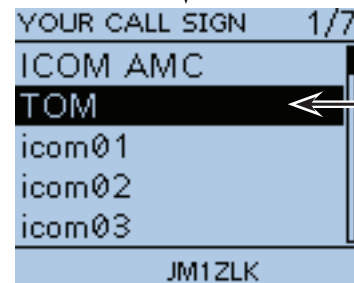 YOUR CALL SIGN 1/7
ICOM AMC
TOM
icom01
icom02
icom03
JM1ZLK